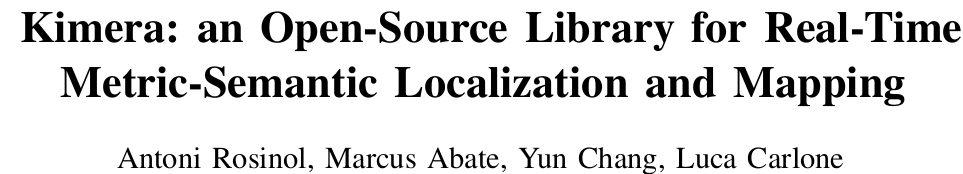 Kimera: an Open-Source Library for Real-Time
Metric-Semantic Localization and Mapping
Antoni Rosinol, Marcus Abate, Yun Chang, Luca Carlone